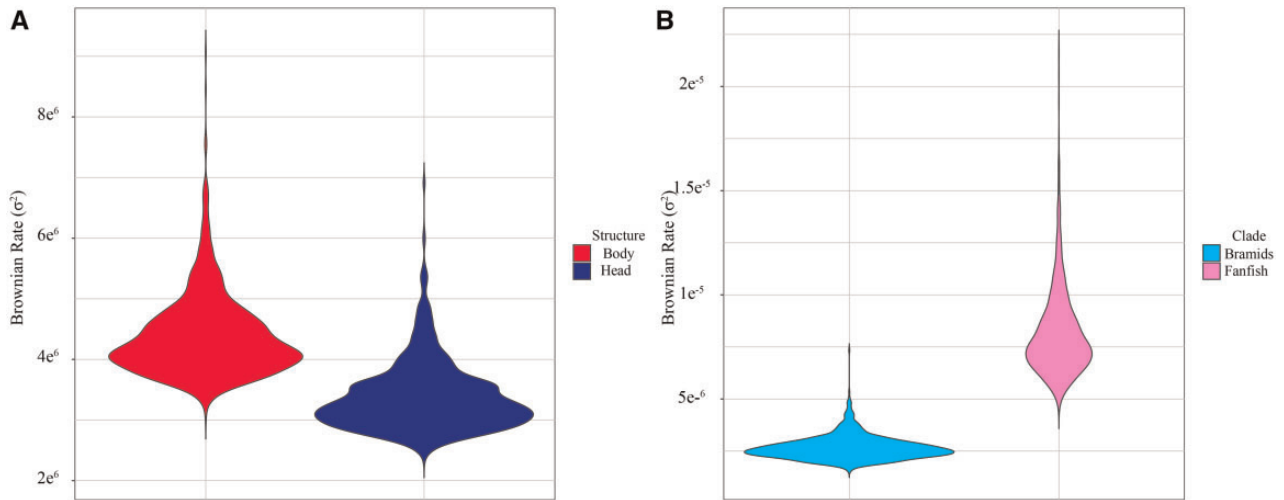 A
Brownian Rate (σ⁻²)
8e⁶
6e⁶
4e⁶
2e⁶
Structure
Body
Head
B
Brownian Rate (σ²)
2e⁻⁵
1.5e⁻⁵
1e⁻⁵
5e⁻⁶
Clade
Bramids
Fanfish